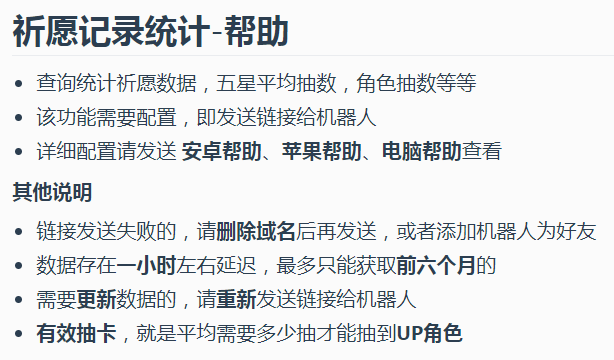 祈愿记录统计-帮助
查询统计祈愿数据，五星平均抽数，角色抽数等等
该功能需要配置，即发送链接给机器人
详细配置请发送 安卓帮助、苹果帮助、电脑帮助查看
其他说明
链接发送失败的，请删除域名后再发送，或者添加机器人为好友
数据存在一小时左右延迟，最多只能获取前六个月的
需要更新数据的，请重新发送链接给机器人
有效抽卡，就是平均需要多少抽才能抽到UP角色